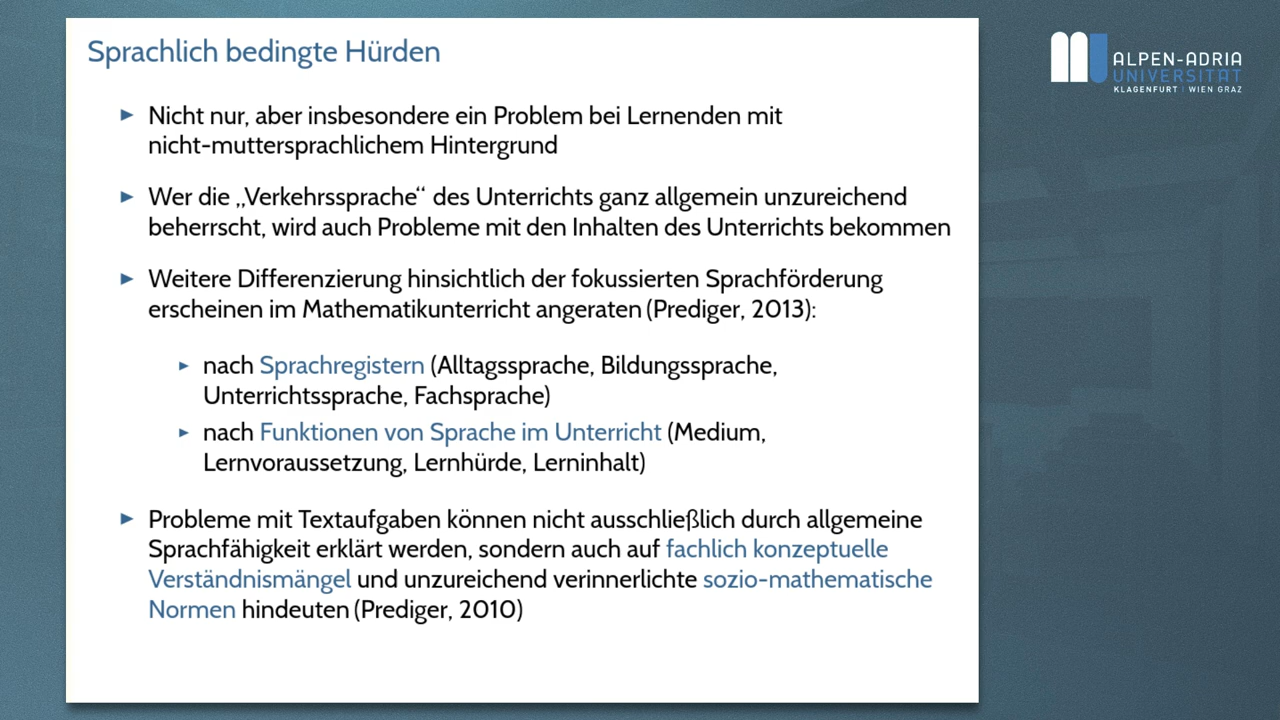 Sprachlich bedingte Hürden
Nicht nur, aber insbesondere ein Problem bei Lernenden mit
nicht-muttersprachlichem Hintergrund
Wer die „Verkehrssprache“ des Unterrichts ganz allgemein unzureichend
beherrscht, wird auch Probleme mit den Inhalten des Unterrichts bekommen
Weitere Differenzierung hinsichtlich der fokussierten Sprachförderung
erscheinen im Mathematikunterricht angeraten (Prediger, 2013):
nach Sprachregistern (Alltagssprache, Bildungssprache,
Unterrichtssprache, Fachsprache)
nach Funktionen von Sprache im Unterricht (Medium,
Lernvoraussetzung, Lernhürde, Lerninhalt)
Probleme mit Textaufgaben können nicht ausschließlich durch allgemeine
Sprachfähigkeit erklärt werden, sondern auch auf fachlich konzeptuelle
Verständnismängel und unzureichend verinnerlichte sozio-mathematische
Normen hindeuten (Prediger, 2010)
ALPEN-ADRIA
UNIVERSITÄT
KLAGENFURT | WIEN GRAZ